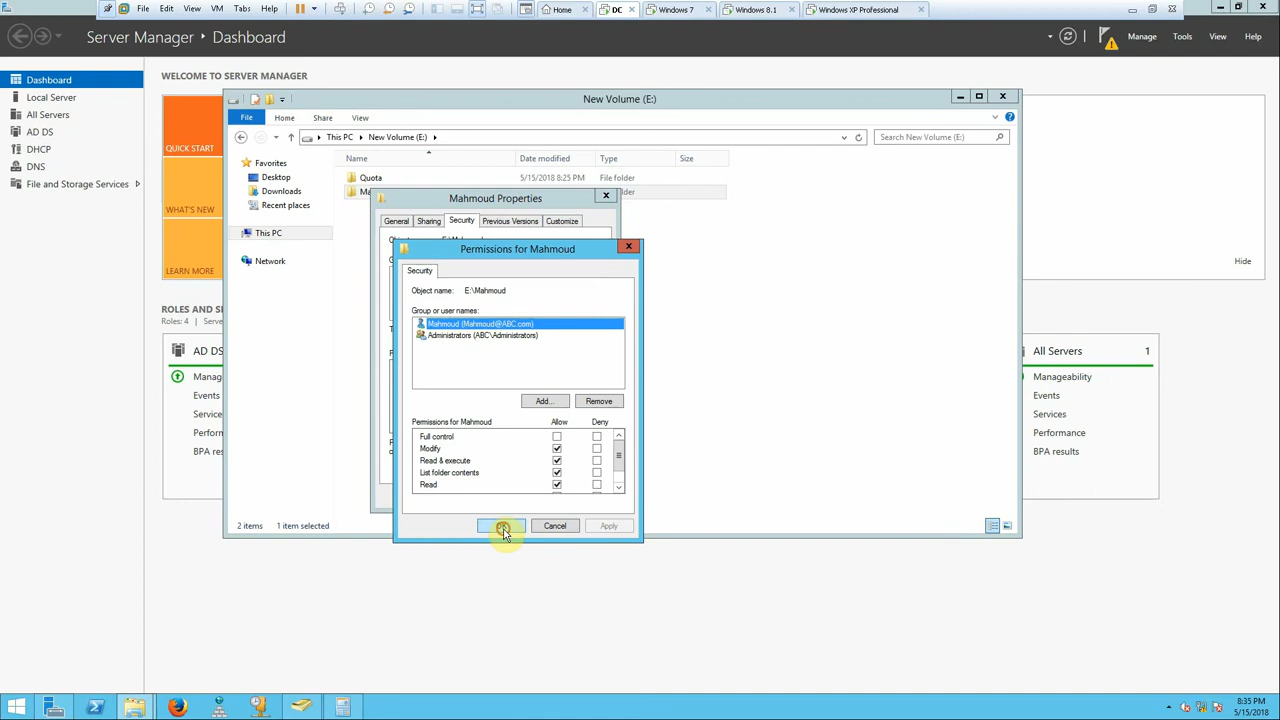 File Edit View VM Tabs Help
Home DC Windows 7 Windows 8.1 Windows XP Professional
Server Manager Dashboard
Manage Tools View Help
Dashboard
Local Server
All Servers
AD DS
DHCP
DNS
File and Storage Services
WELCOME TO SERVER MANAGER
QUICK START
WHAT'S NEW
LEARN MORE
Hide
New Volume (E:)
File Home Share View
This PC New Volume (E:)
Search New Volume (E:)
Favorites
Desktop
Downloads
Recent places
This PC
Network
Name Date modified Type Size
Quota 5/15/2018 8:25 PM File folder
Mahmoud Properties
General Sharing Security Previous Versions Customize
Permissions for Mahmoud
Security
Object name: E:\Mahmoud
Group or user names:
Mahmoud (Mahmoud@ABC.com)
Administrators (ABC\Administrators)
Add... Remove
Permissions for Mahmoud Allow Deny
Full control
Modify
Read & execute
List folder contents
Read
OK Cancel Apply
2 items 1 item selected
Roles: 4
AD DS
All Servers 1
Manageability
Events
Services
BPA results
Manageability
Events
Services
Performance
BPA results
8:35 PM
5/15/2018